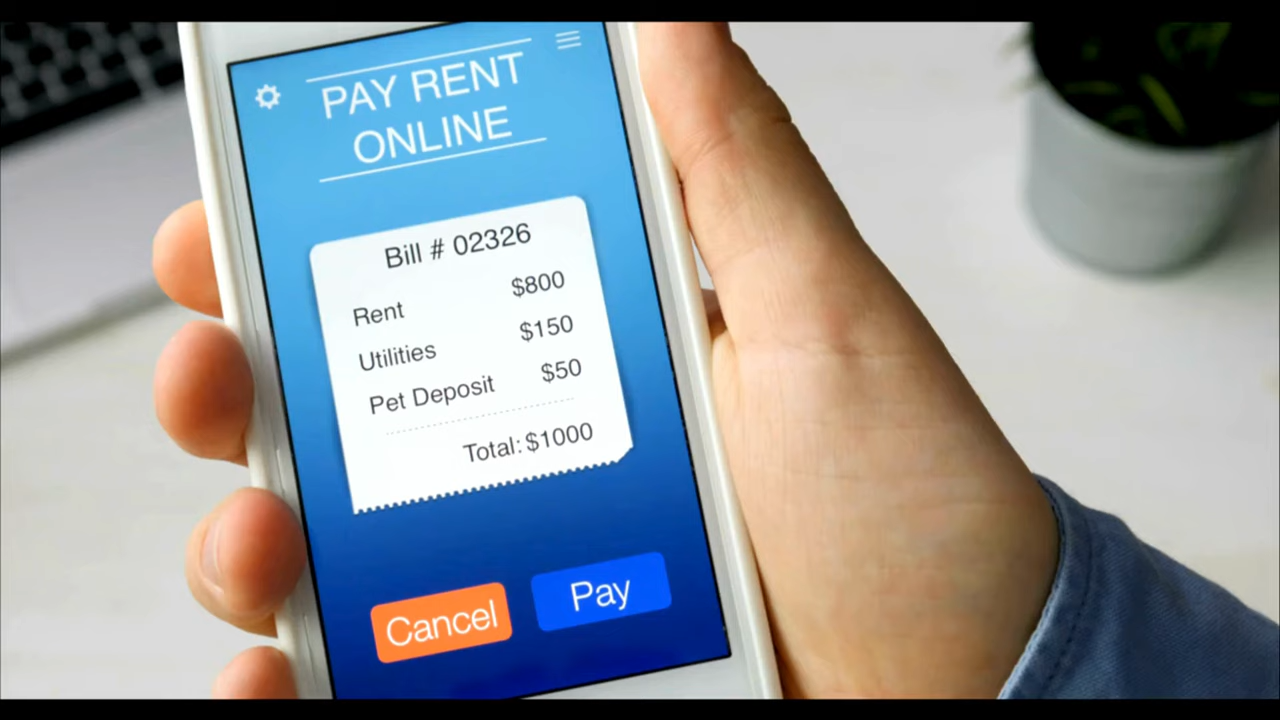 PAY RENT
ONLINE
Bill # 02326
Rent $800
Utilities $150
Pet Deposit $50
Total: $1000
Cancel Pay